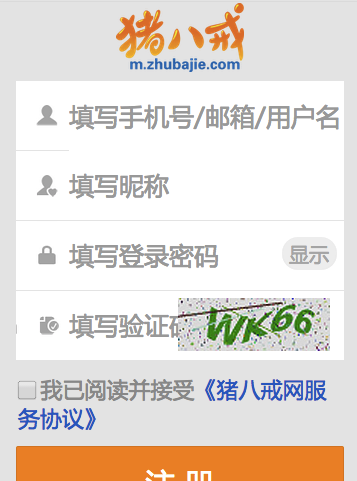 猪八戒
m.zhubajie.com
填写手机号/邮箱/用户名
填写昵称
填写登录密码 显示
填写验证码 WK66
我已阅读并接受《猪八戒网服
务协议》
注 册